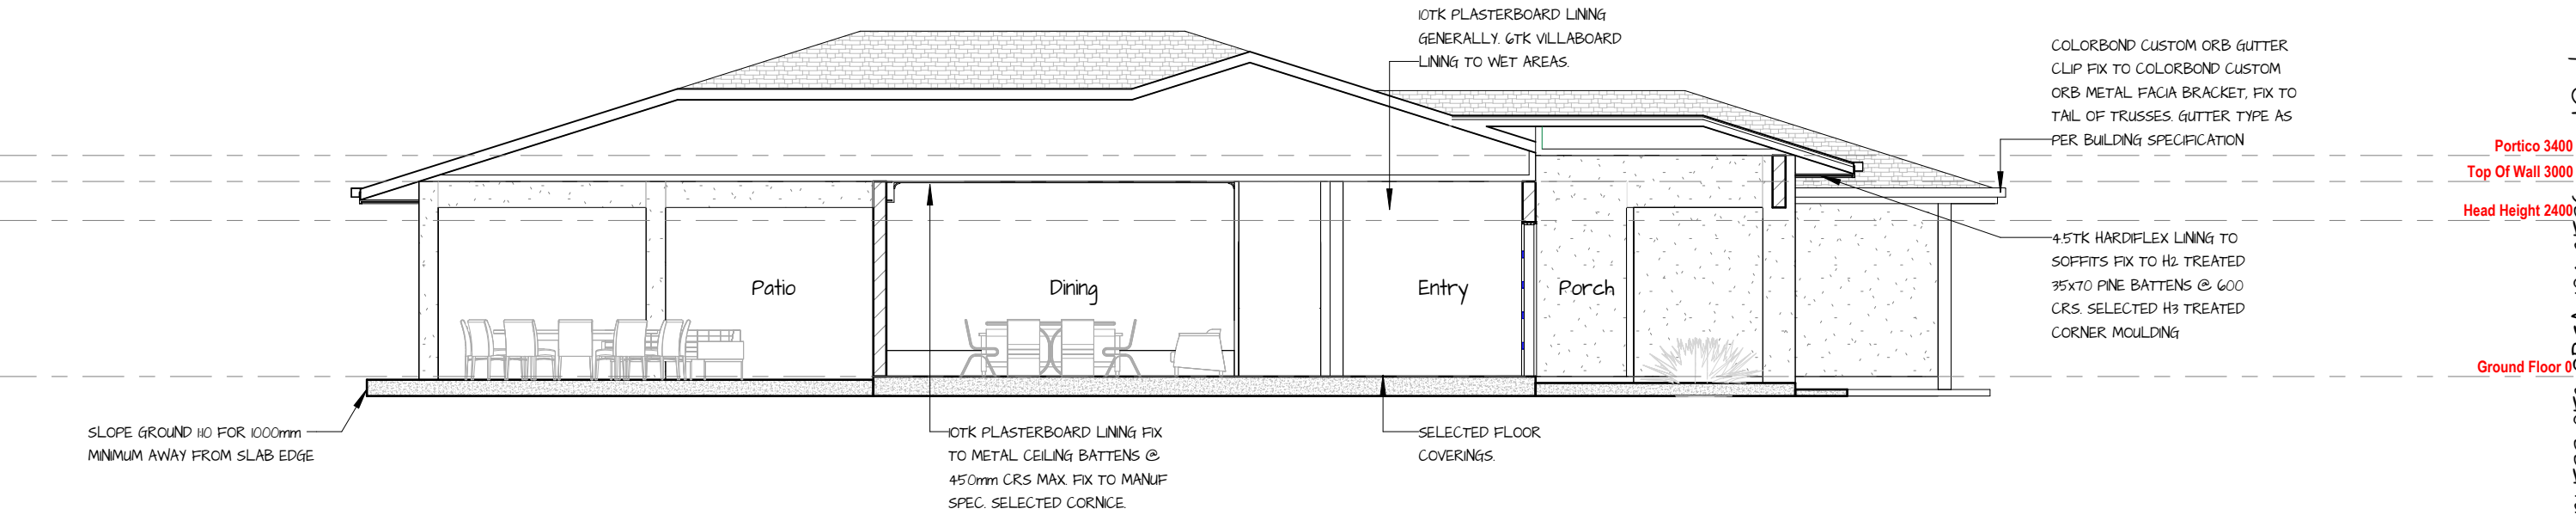 10TK PLASTERBOARD LINING
GENERALLY. 6TK VILLABOARD
LINING TO WET AREAS.
COLORBOND CUSTOM ORB GUTTER
CLIP FIX TO COLORBOND CUSTOM
ORB METAL FACIA BRACKET, FIX TO
TAIL OF TRUSSES. GUTTER TYPE AS
PER BUILDING SPECIFICATION
Portico 3400
Top Of Wall 3000
Head Height 2400
4.5TK HARDIFLEX LINING TO
SOFFITS FIX TO H2 TREATED
35x70 PINE BATTENS @ 600
CRS. SELECTED H3 TREATED
CORNER MOULDING
Patio
Dining
Entry
Porch
Ground Floor 0
SLOPE GROUND 1:10 FOR 1000mm
MINIMUM AWAY FROM SLAB EDGE
10TK PLASTERBOARD LINING FIX
TO METAL CEILING BATTENS @
450mm CRS MAX. FIX TO MANUF
SPEC. SELECTED CORNICE.
SELECTED FLOOR
COVERINGS.